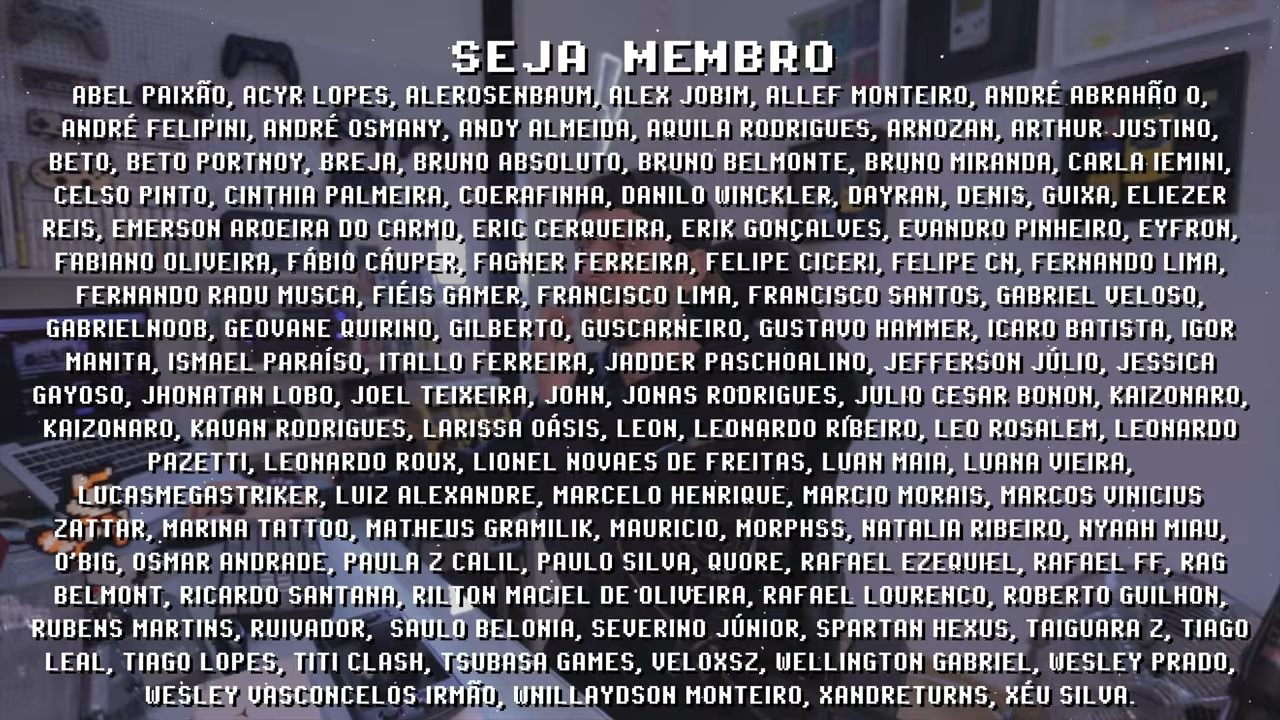 SEJA MEMBRO
ABEL PAIXÃO, ACYR LOPES, ALEROSENBAUM, ALEX JOBIM, ALLEF MONTEIRO, ANDRÉ ABRAHÃO O,
ANDRÉ FELIPINI, ANDRÉ OSMANY, ANDY ALMEIDA, AQUILA RODRIGUES, ARNOZAN, ARTHUR JUSTINO,
BETO, BETO PORTNOY, BREJA, BRUNO ABSOLUTO, BRUNO BELMONTE, BRUNO MIRANDA, CARLA IEMINI,
CELSO PINTO, CINTHIA PALMEIRA, COERAFINHA, DANILO WINCKLER, DAYRAN, DENIS, GUIXA, ELIEZER
REIS, EMERSON AROEIRA DO CARMO, ERIC CERQUEIRA, ERIK GONÇALVES, EVANDRO PINHEIRO, EYFRON,
FABIANO OLIVEIRA, FÁBIO CÁUPER, FAGNER FERREIRA, FELIPE CICERI, FELIPE CN, FERNANDO LIMA,
FERNANDO RADU MUSCA, FIÉIS GAMER, FRANCISCO LIMA, FRANCISCO SANTOS, GABRIEL VELOSO,
GABRIELNOOB, GEOVANE QUIRINO, GILBERTO, GUSCARNEIRO, GUSTAVO HAMMER, ICARO BATISTA, IGOR
MANITA, ISMAEL PARAÍSO, ITALLO FERREIRA, JADDER PASCHOALINO, JEFFERSON JÚLIO, JESSICA
GAYOSO, JHONATAN LOBO, JOEL TEIXEIRA, JOHN, JONAS RODRIGUES, JULIO CESAR BONON, KAIZONARO,
KAIZONARO, KAUAN RODRIGUES, LARISSA OÁSIS, LEON, LEONARDO RIBEIRO, LEO ROSALEM, LEONARDO
PAZETTI, LEONARDO ROUX, LIONEL NOVAES DE FREITAS, LUAN MAIA, LUANA VIEIRA,
LUCASMEGASTRIKER, LUIZ ALEXANDRE, MARCELO HENRIQUE, MARCIO MORAIS, MARCOS VINICIUS
ZATTAR, MARINA TATTOO, MATHEUS GRAMILIK, MAURICIO, MORPHSS, NATALIA RIBEIRO, NYAAH MIAU,
O'BIG, OSMAR ANDRADE, PAULA Z CALIL, PAULO SILVA, QUORE, RAFAEL EZEQUIEL, RAFAEL FF, RAG
BELMONT, RICARDO SANTANA, RILTON MACIEL DE OLIVEIRA, RAFAEL LOURENCO, ROBERTO GUILHON,
RUBENS MARTINS, RUIVADOR, SAULO BELONIA, SEVERINO JÚNIOR, SPARTAN HEXUS, TAIGUARA Z, TIAGO
LEAL, TIAGO LOPES, TITI CLASH, TSUBASA GAMES, VELOXSZ, WELLINGTON GABRIEL, WESLEY PRADO,
WESLEY VASCONCELOS IRMÃO, WNILLAYDSON MONTEIRO, XANDRETURNS, XÉU SILVA.